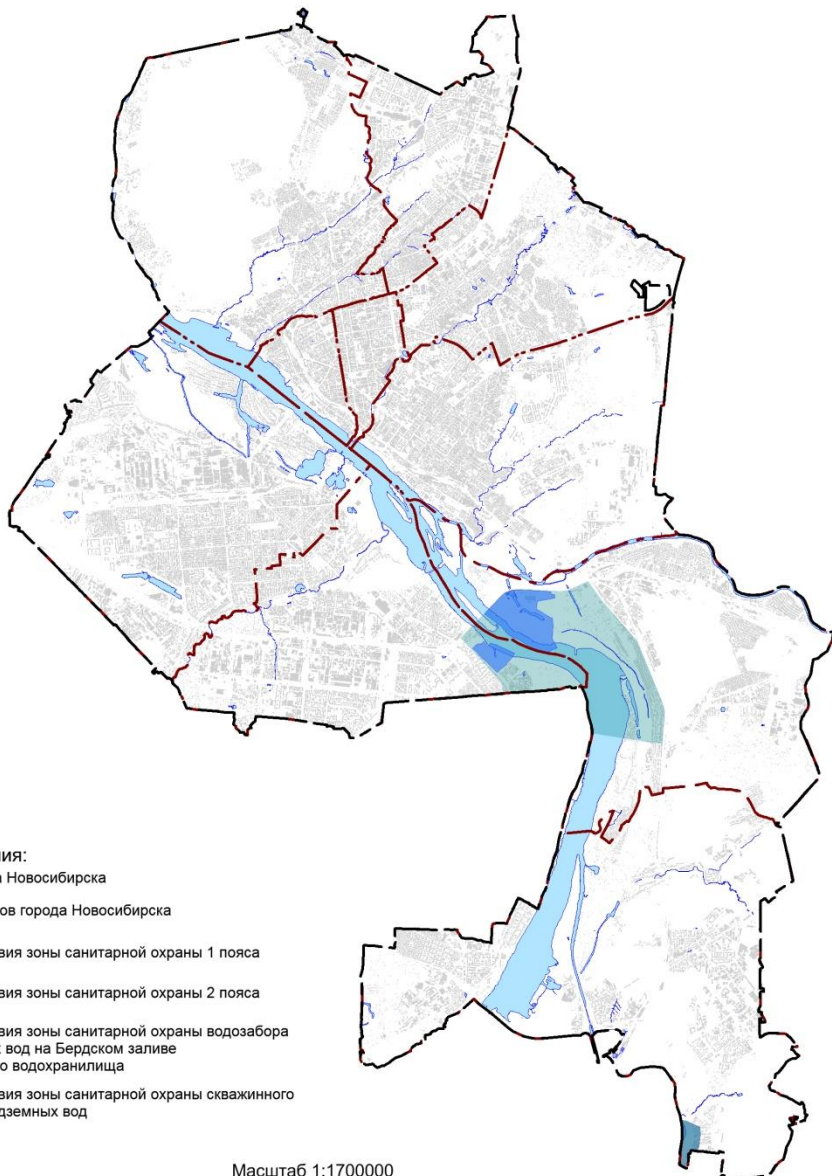 ия:
а Новосибирска
ов города Новосибирска
вия зоны санитарной охраны 1 пояса
вия зоны санитарной охраны 2 пояса
вия зоны санитарной охраны водозабора
х вод на Бердском заливе
о водохранилища
вия зоны санитарной охраны скважинного
дземных вод
Масштаб 1:1700000